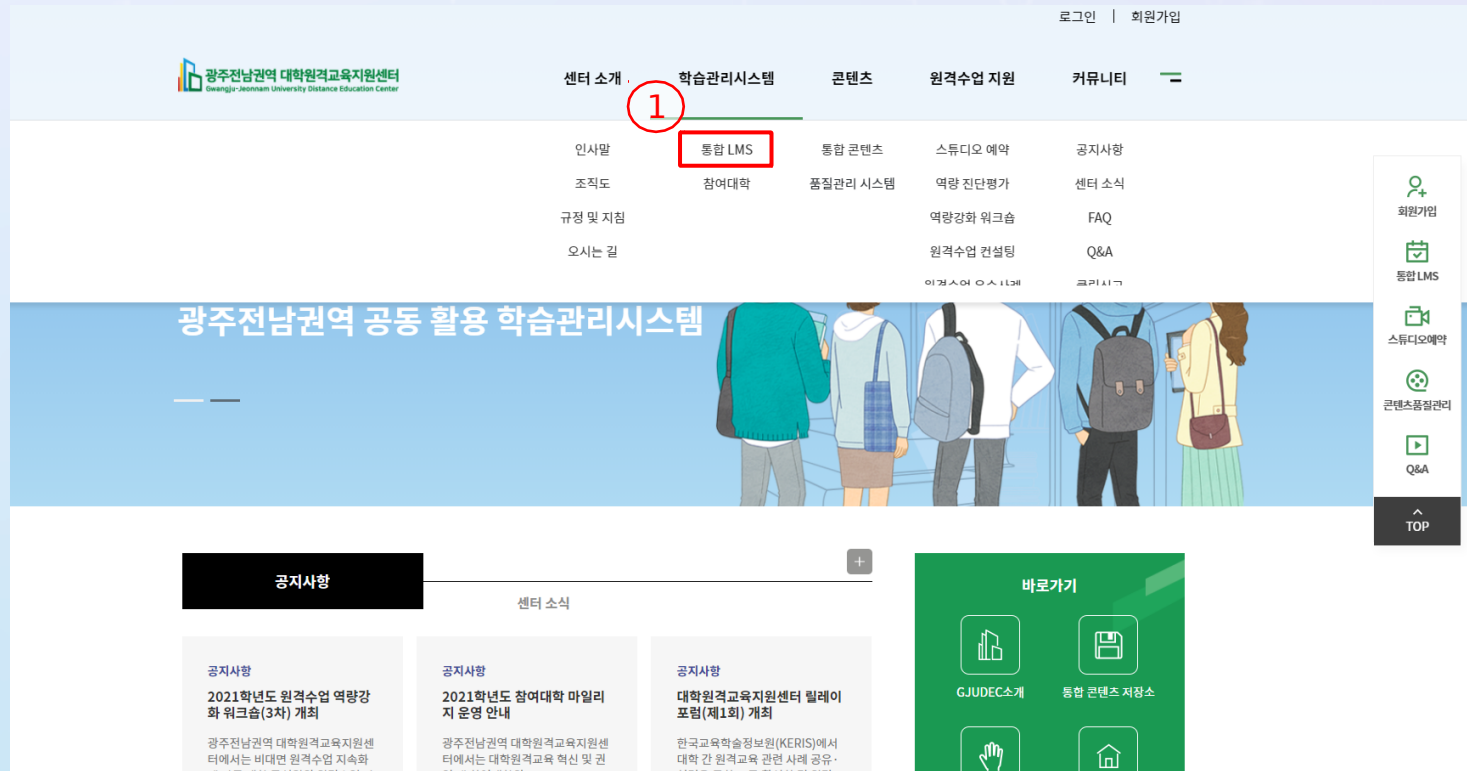 로그인 | 회원가입
광주전남권역 대학원격교육지원센터
Gwangju-Jeonnam University Distance Education Center
센터 소개 학습관리시스템 콘텐츠 원격수업 지원 커뮤니티
1
인사말 통합 LMS 통합 콘텐츠 스튜디오 예약 공지사항
조직도 참여대학 품질관리 시스템 역량 진단평가 센터 소식
규정 및 지침 역량강화 워크숍 FAQ
오시는 길 원격수업 컨설팅 Q&A
원격수업 우수사례 클린신고
회원가입
통합 LMS
스튜디오예약
콘텐츠품질관리
Q&A
TOP
광주전남권역 공동 활용 학습관리시스템
공지사항
센터 소식
공지사항
2021학년도 원격수업 역량강
화 워크숍(3차) 개최
광주전남권역 대학원격교육지원센
터에서는 비대면 원격수업 지속화
공지사항
2021학년도 참여대학 마일리
지 운영 안내
광주전남권역 대학원격교육지원센
터에서는 대학원격교육 혁신 및 권
공지사항
대학원격교육지원센터 릴레이
포럼(제1회) 개최
한국교육학술정보원(KERIS)에서
대학 간 원격교육 관련 사례 공유·
바로가기
GJUDEC소개 통합 콘텐츠 저장소